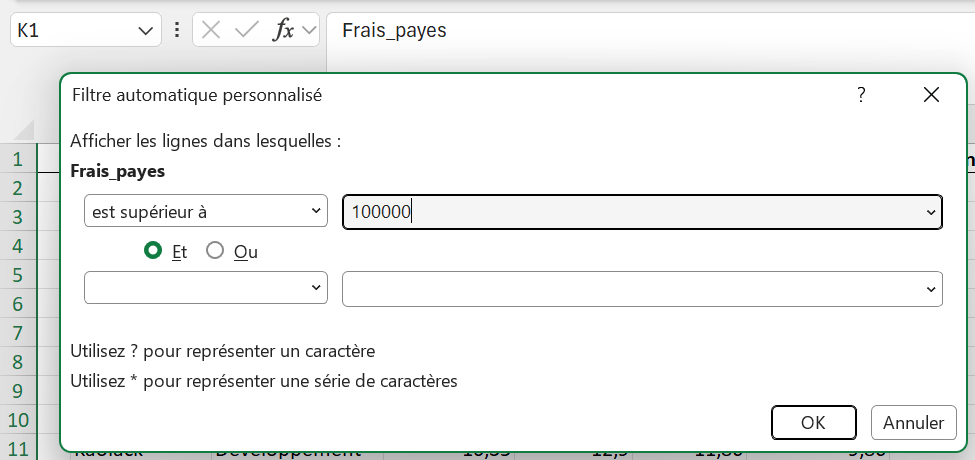 K1
fx
Frais_payes
Filtre automatique personnalisé ?
Afficher les lignes dans lesquelles :
Frais_payes
est supérieur à 100000
Et Ou
Utilisez ? pour représenter un caractère
Utilisez * pour représenter une série de caractères
OK Annuler
1
2
3
4
5
6
7
8
9
10
11